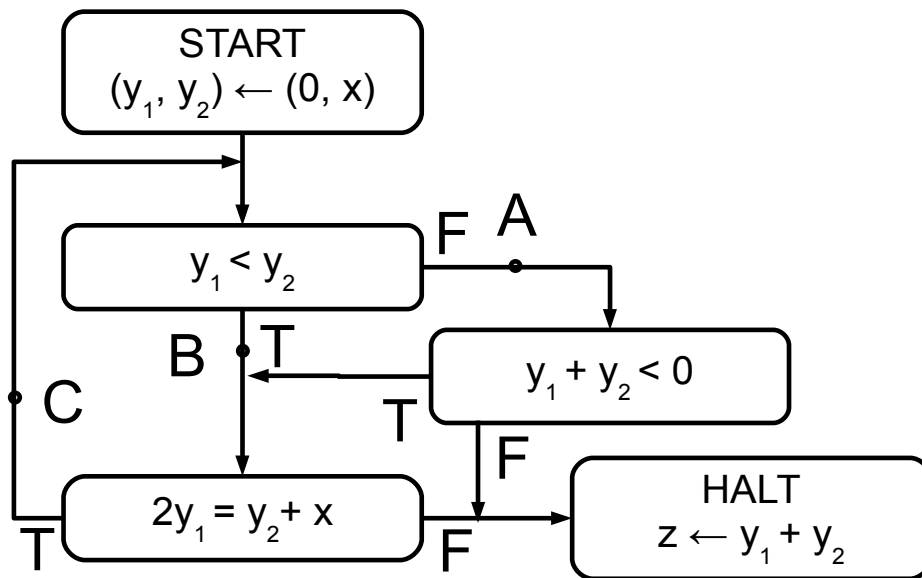 START
(y₁, y₂) ← (0, x)
F A
y₁ < y₂
B T
y₁ + y₂ < 0
C
T
F
HALT
2y₁ = y₂ + x
z ← y₁ + y₂
T
F